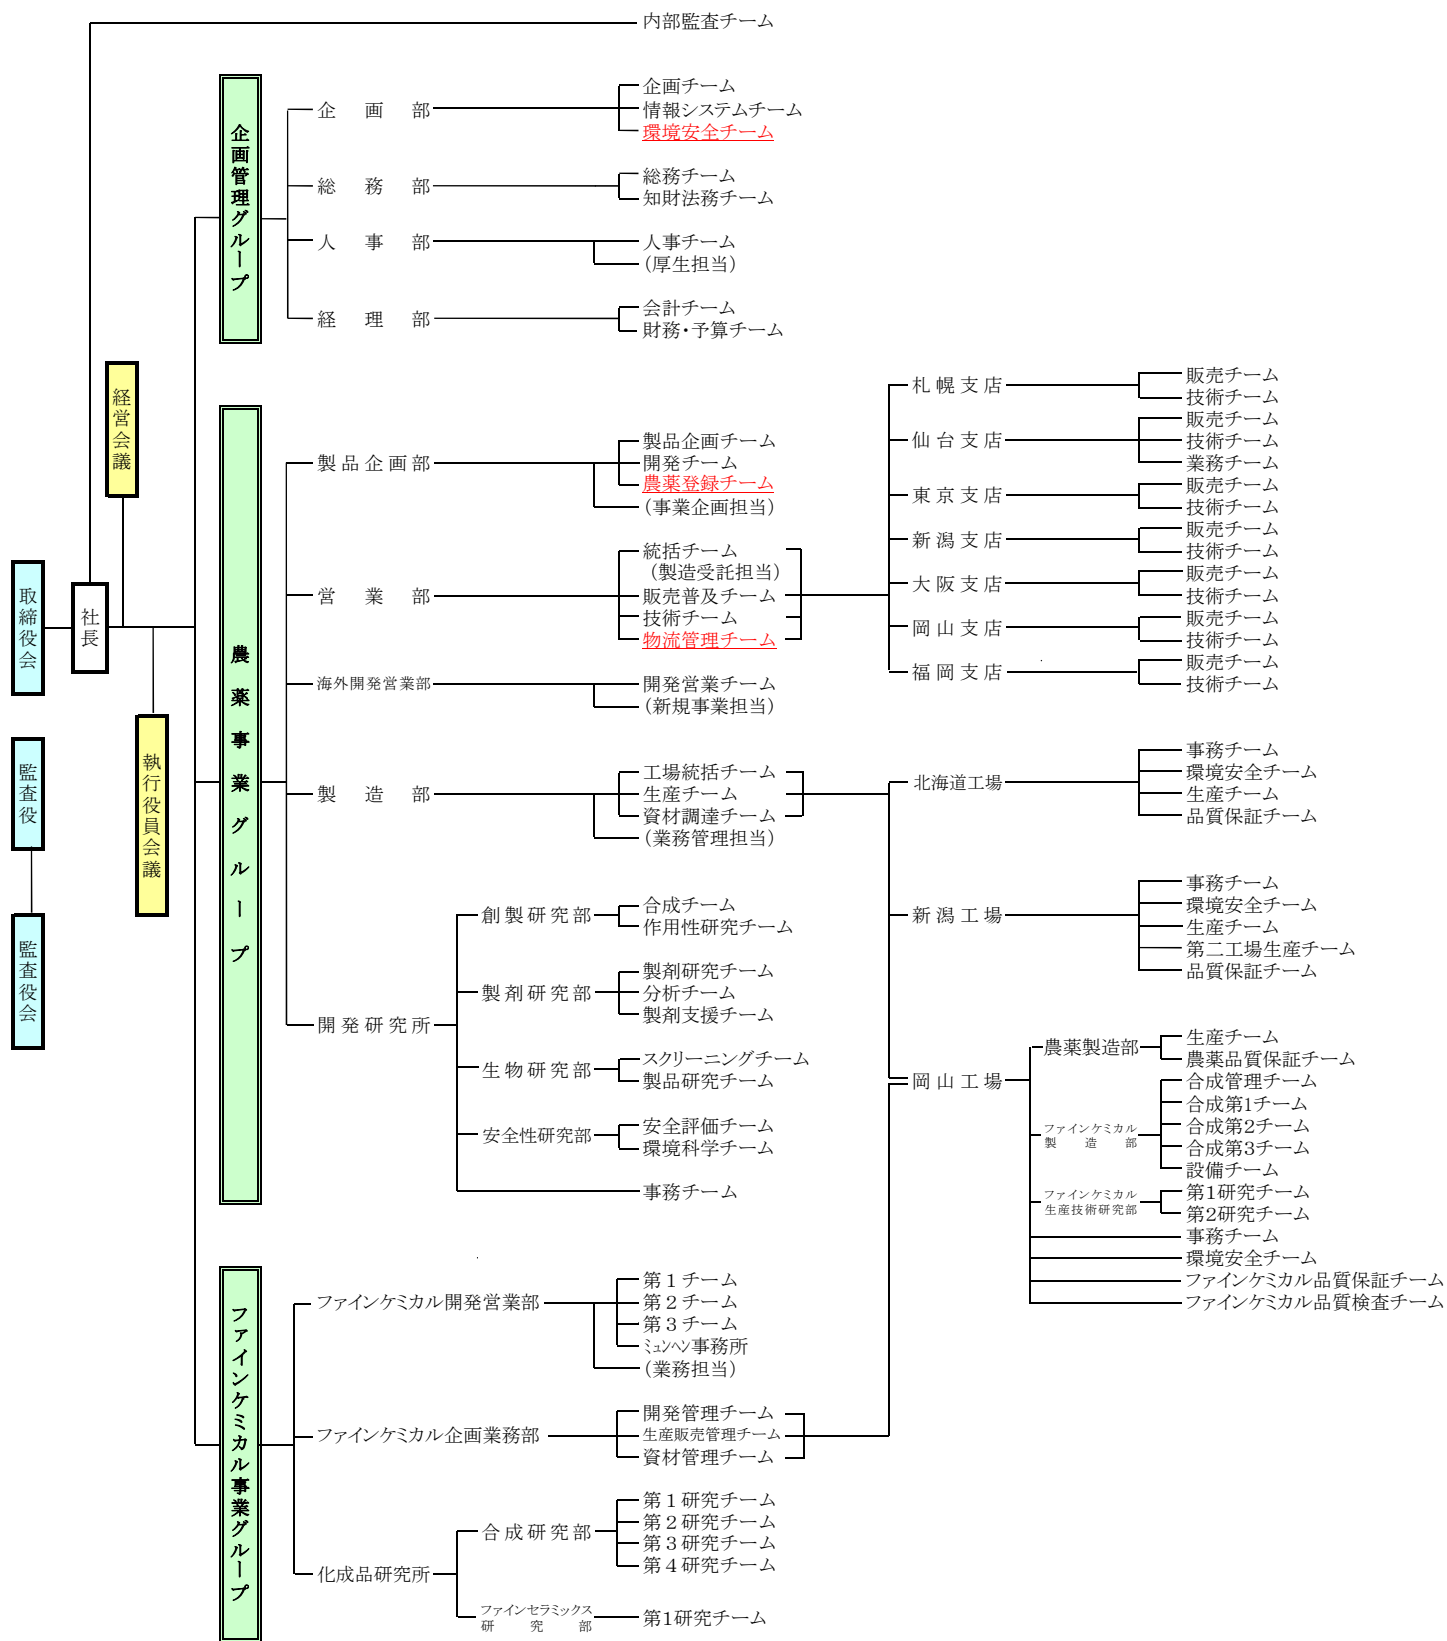 内部監査チーム
企画管理グループ
企画部
企画チーム
情報システムチーム
環境安全チーム
総務部
総務チーム
知財法務チーム
人事部
人事チーム
(厚生担当)
経理部
会計チーム
財務・予算チーム
経営会議
取締役会
社長
執行役員会議
監査役
監査役会
農薬事業グループ
製品企画部
製品企画チーム
開発チーム
農薬登録チーム
(事業企画担当)
営業部
統括チーム
(製造受託担当)
販売普及チーム
技術チーム
物流管理チーム
札幌支店
販売チーム
技術チーム
仙台支店
販売チーム
技術チーム
業務チーム
東京支店
販売チーム
技術チーム
新潟支店
販売チーム
技術チーム
大阪支店
販売チーム
技術チーム
岡山支店
販売チーム
技術チーム
福岡支店
販売チーム
技術チーム
海外開発営業部
開発営業チーム
(新規事業担当)
製造部
工場統括チーム
生産チーム
資材調達チーム
(業務管理担当)
北海道工場
事務チーム
環境安全チーム
生産チーム
品質保証チーム
新潟工場
事務チーム
環境安全チーム
生産チーム
第二工場生産チーム
品質保証チーム
岡山工場
農薬製造部
生産チーム
農薬品質保証チーム
ファインケミカル
製造部
合成管理チーム
合成第1チーム
合成第2チーム
合成第3チーム
設備チーム
ファインケミカル
生産技術研究部
第1研究チーム
第2研究チーム
事務チーム
環境安全チーム
ファインケミカル品質保証チーム
ファインケミカル品質検査チーム
開発研究所
創製研究部
合成チーム
作用性研究チーム
製剤研究部
製剤研究チーム
分析チーム
製剤支援チーム
生物研究部
スクリーニングチーム
製品研究チーム
安全性研究部
安全評価チーム
環境科学チーム
事務チーム
ファインケミカル事業グループ
ファインケミカル開発営業部
第1チーム
第2チーム
第3チーム
ミュンヘン事務所
(業務担当)
ファインケミカル企画業務部
開発管理チーム
生産販売管理チーム
資材管理チーム
化成品研究所
合成研究部
第1研究チーム
第2研究チーム
第3研究チーム
第4研究チーム
ファインセラミックス
研究部
第1研究チーム